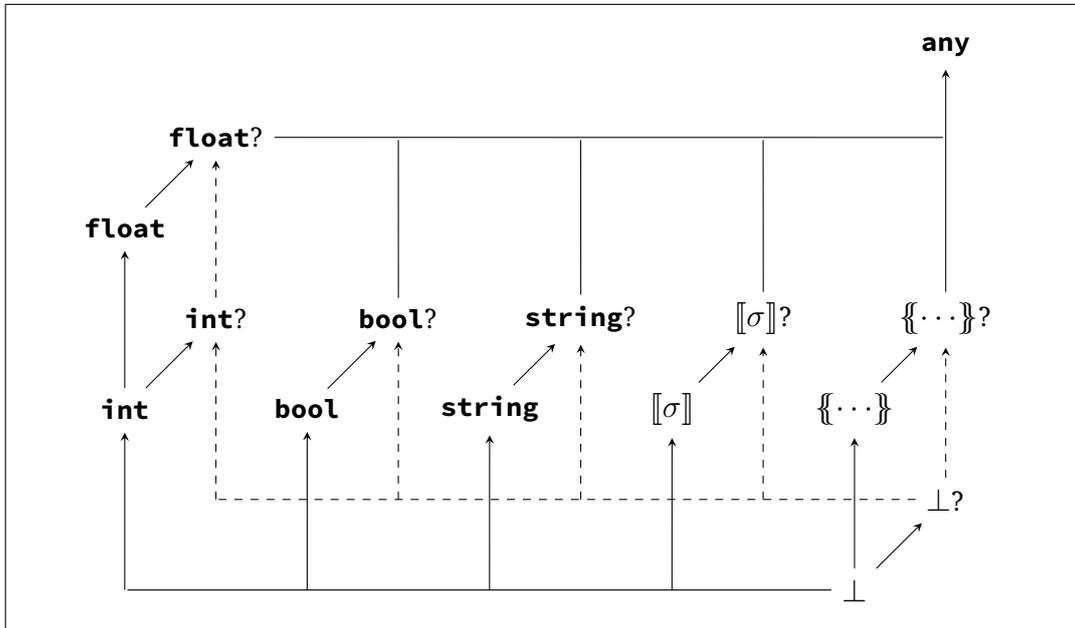 any
float?
float
int? bool? string? ⟦σ⟧? ⦃···⦄?
int bool string ⟦σ⟧ ⦃···⦄
⊥?
⊥